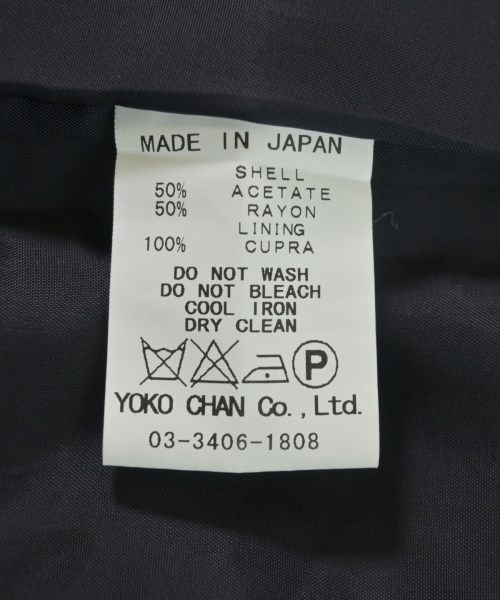 MADE IN JAPAN
SHELL
50% ACETATE
50% RAYON
LINING
100% CUPRA
DO NOT WASH
DO NOT BLEACH
COOL IRON
DRY CLEAN
P
YOKO CHAN Co.,Ltd.
03-3406-1808